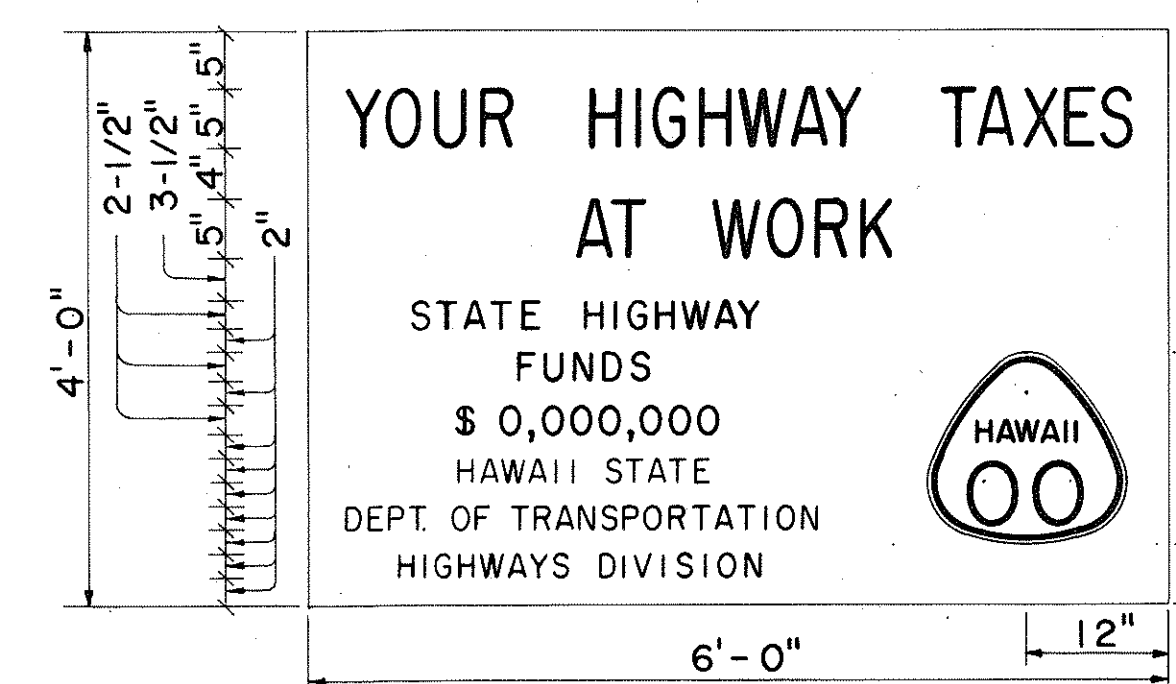 YOUR HIGHWAY TAXES
AT WORK
STATE HIGHWAY
FUNDS
$ 0,000,000
HAWAII STATE
DEPT. OF TRANSPORTATION
HIGHWAYS DIVISION
HAWAII
00
4'-0"
2-1/2"
3-1/2"
5"
5"
4"
5"
2"
6'-0"
12"